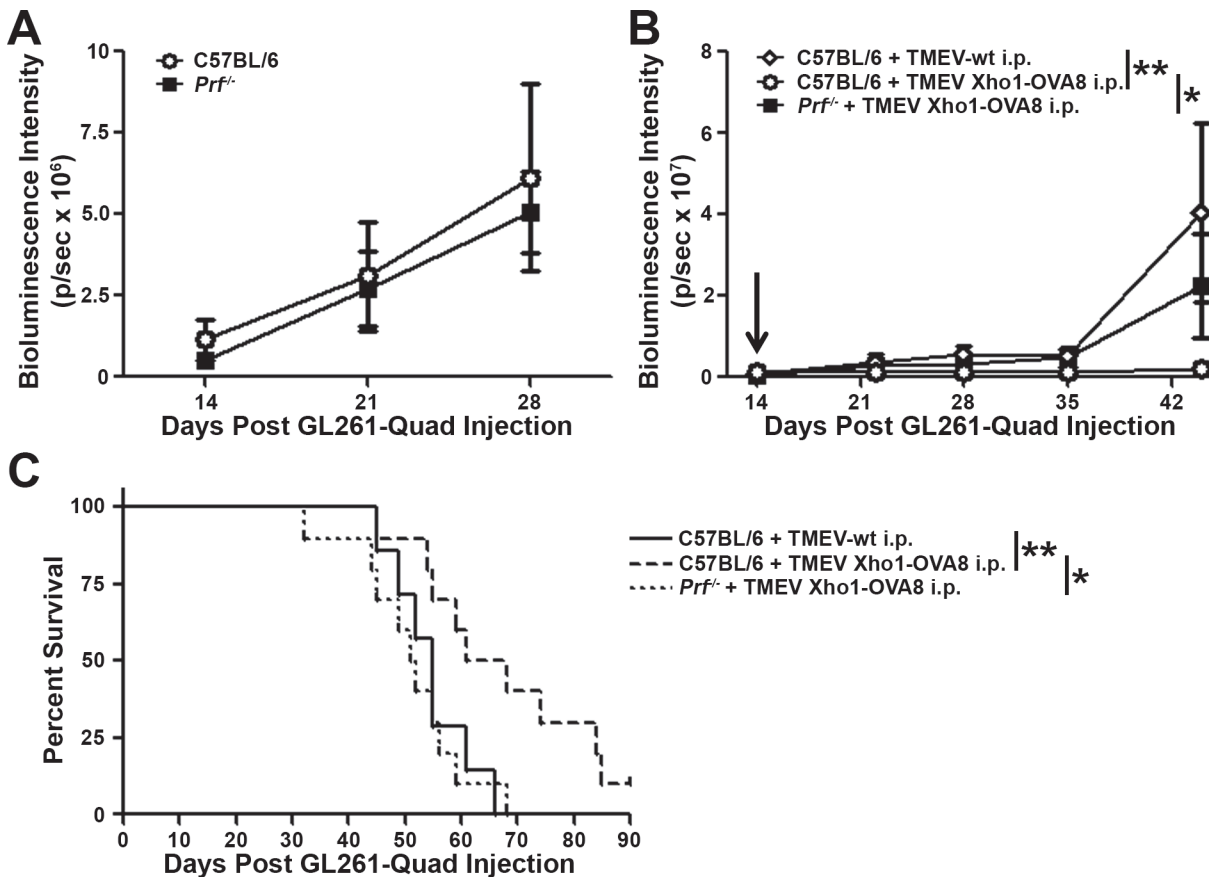 A
Bioluminescence Intensity
(p/sec x 10⁶)
10
7.5
5.0
2.5
0
C57BL/6
Prf-/-
14 21 28
Days Post GL261-Quad Injection
B
Bioluminescence Intensity
(p/sec x 10⁷)
8
6
4
2
0
C57BL/6 + TMEV-wt i.p.
C57BL/6 + TMEV Xho1-OVA8 i.p.
Prf-/- + TMEV Xho1-OVA8 i.p.
**
*
14 21 28 35 42
Days Post GL261-Quad Injection
C
Percent Survival
100
75
50
25
0
0 10 20 30 40 50 60 70 80 90
Days Post GL261-Quad Injection
C57BL/6 + TMEV-wt i.p.
C57BL/6 + TMEV Xho1-OVA8 i.p.
Prf-/- + TMEV Xho1-OVA8 i.p.
**
*